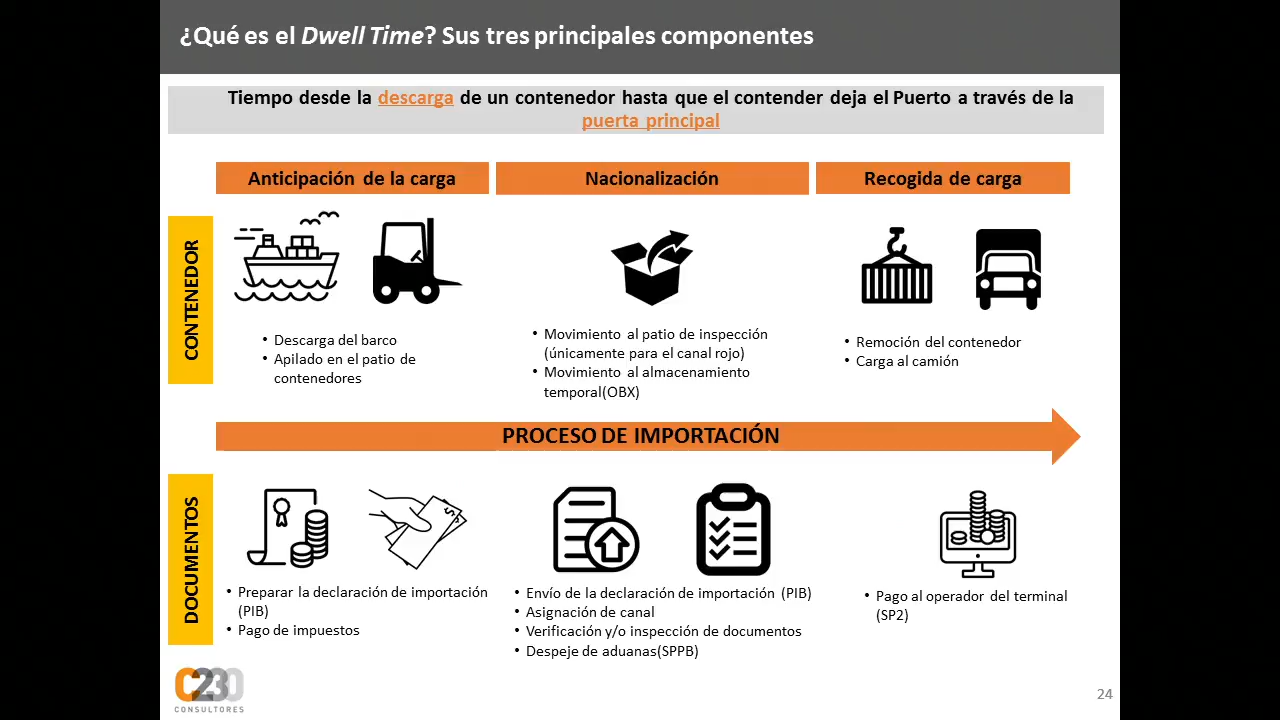 ¿Qué es el Dwell Time? Sus tres principales componentes
Tiempo desde la descarga de un contenedor hasta que el contender deja el Puerto a través de la
puerta principal
Anticipación de la carga
Nacionalización
Recogida de carga
CONTENEDOR
• Descarga del barco
• Apilado en el patio de
contenedores
• Movimiento al patio de inspección
(únicamente para el canal rojo)
• Movimiento al almacenamiento
temporal(OBX)
• Remoción del contenedor
• Carga al camión
PROCESO DE IMPORTACIÓN
DOCUMENTOS
• Preparar la declaración de importación
(PIB)
• Pago de impuestos
• Envío de la declaración de importación (PIB)
• Asignación de canal
• Verificación y/o inspección de documentos
• Despeje de aduanas(SPPB)
• Pago al operador del terminal
(SP2)
C230
CONSULTORES
24